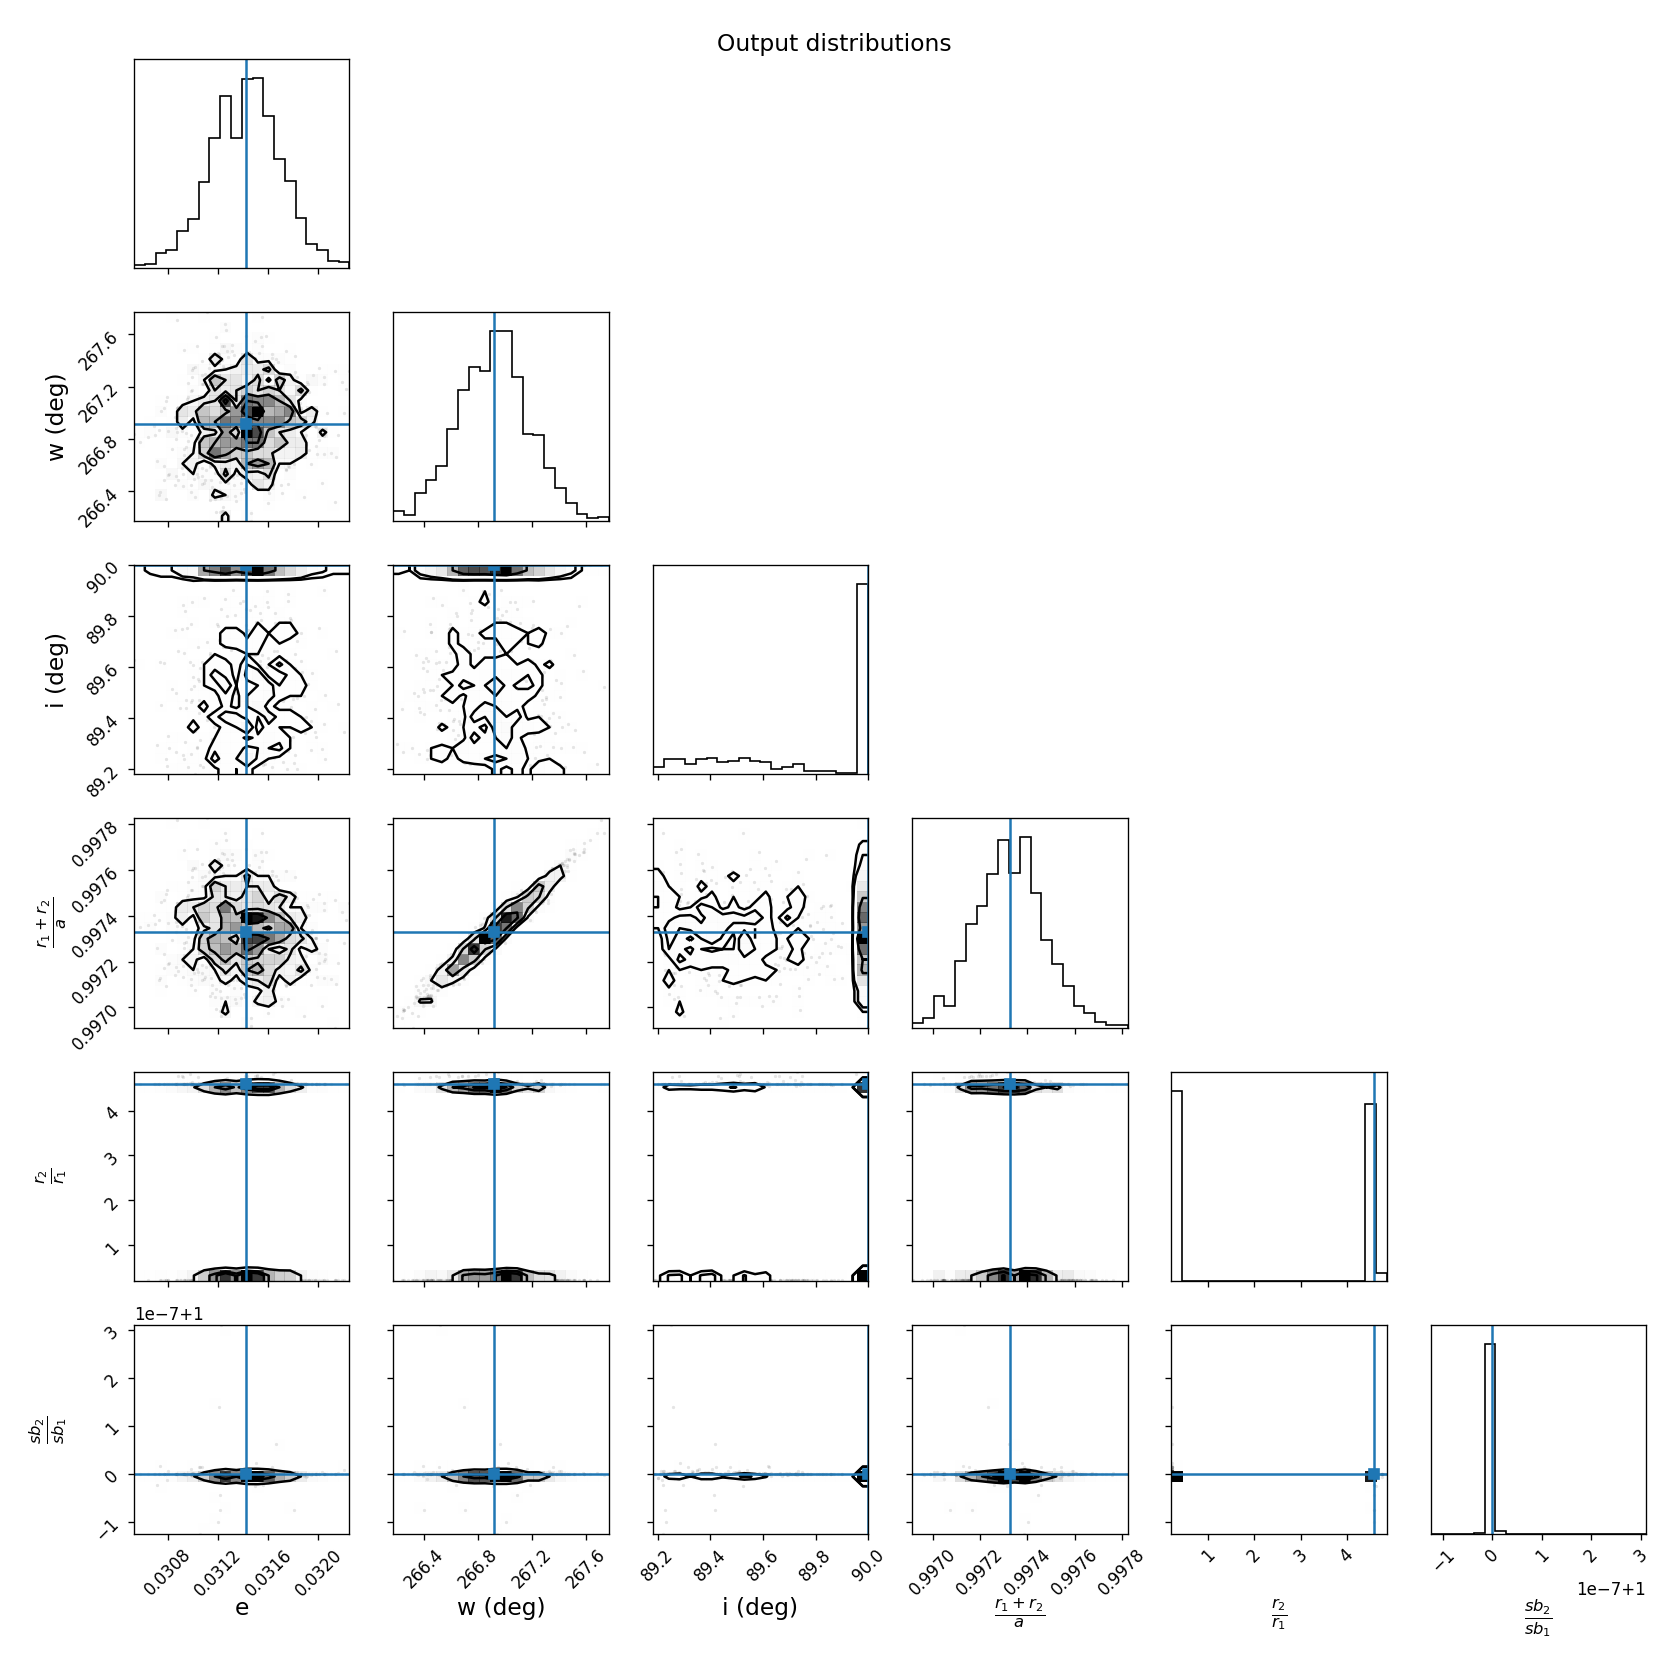 Output distributions
w (deg)
267.6
267.2
266.8
266.4
i (deg)
90.0
89.8
89.6
89.4
89.2
r₁ + r₂
a
0.9978
0.9976
0.9974
0.9972
0.9970
r₂
r₁
4
3
2
1
1e−7+1
sb₂
sb₁
3
2
1
0
−1
0.0308 0.0312 0.0316 0.0320
266.4 266.8 267.2 267.6
89.2 89.4 89.6 89.8 90.0
0.9970 0.9972 0.9974 0.9976 0.9978
1 2 3 4
−1 0 1 2 3
1e−7+1
e
w (deg)
i (deg)
r₁ + r₂
a
r₂
r₁
sb₂
sb₁